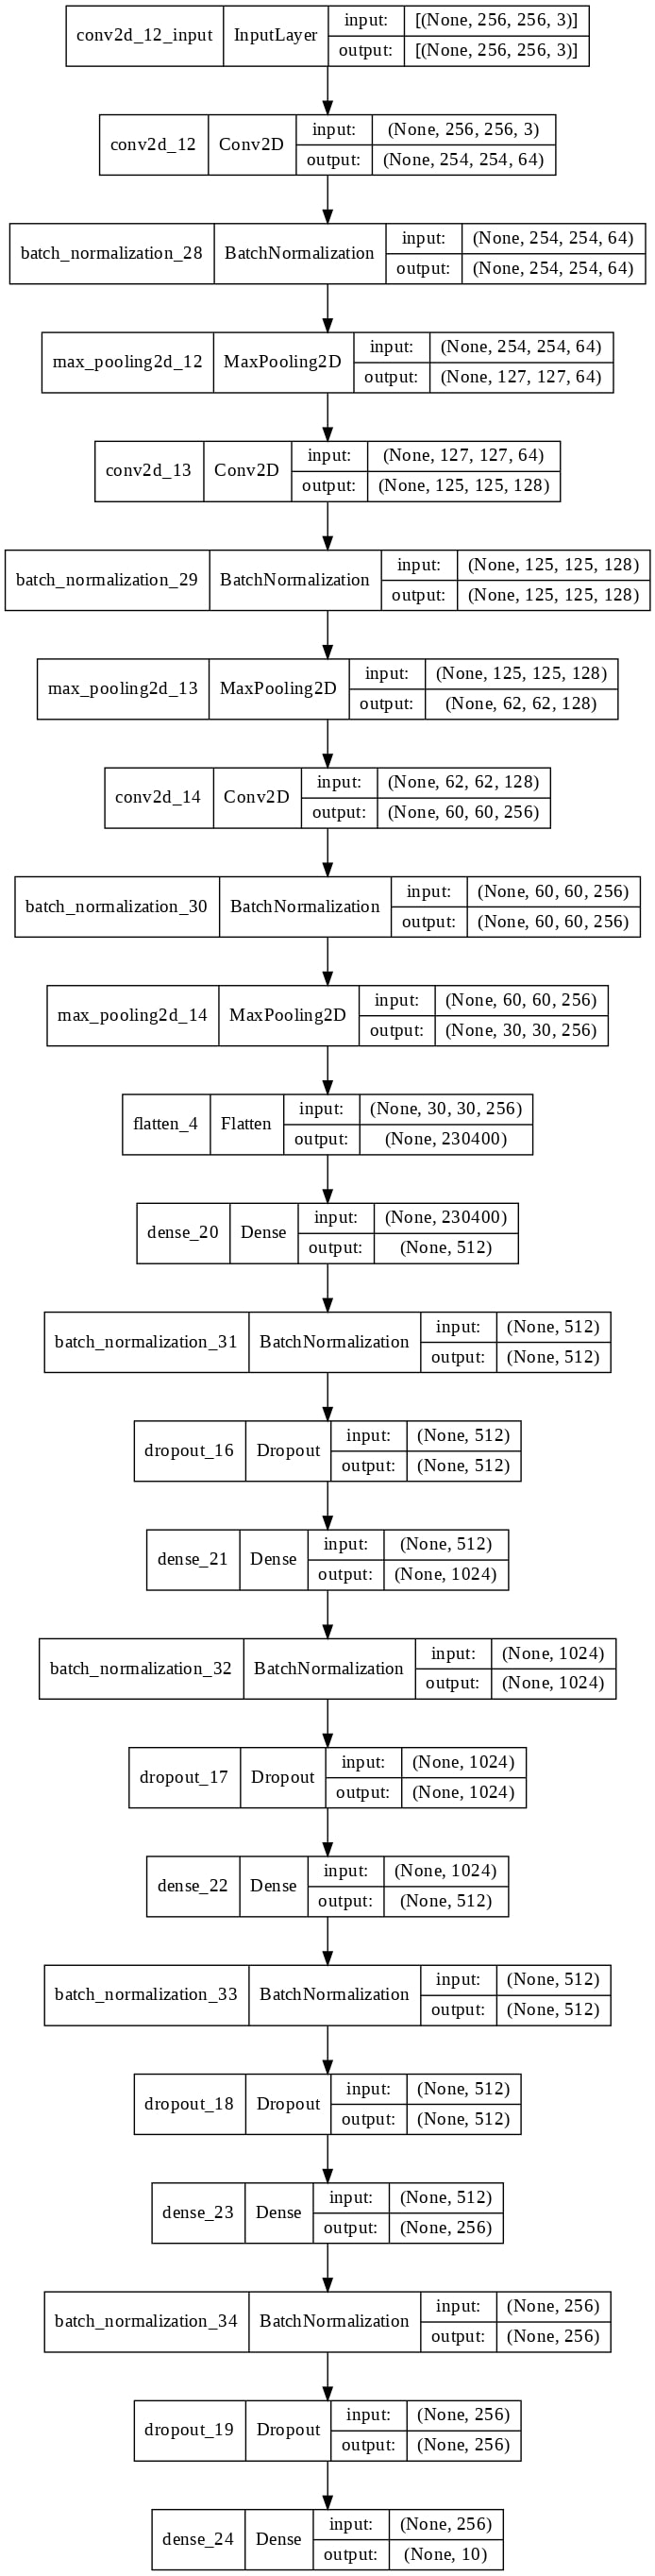 conv2d_12_input InputLayer input: [(None, 256, 256, 3)]
output: [(None, 256, 256, 3)]
conv2d_12 Conv2D input: (None, 256, 256, 3)
output: (None, 254, 254, 64)
batch_normalization_28 BatchNormalization input: (None, 254, 254, 64)
output: (None, 254, 254, 64)
max_pooling2d_12 MaxPooling2D input: (None, 254, 254, 64)
output: (None, 127, 127, 64)
conv2d_13 Conv2D input: (None, 127, 127, 64)
output: (None, 125, 125, 128)
batch_normalization_29 BatchNormalization input: (None, 125, 125, 128)
output: (None, 125, 125, 128)
max_pooling2d_13 MaxPooling2D input: (None, 125, 125, 128)
output: (None, 62, 62, 128)
conv2d_14 Conv2D input: (None, 62, 62, 128)
output: (None, 60, 60, 256)
batch_normalization_30 BatchNormalization input: (None, 60, 60, 256)
output: (None, 60, 60, 256)
max_pooling2d_14 MaxPooling2D input: (None, 60, 60, 256)
output: (None, 30, 30, 256)
flatten_4 Flatten input: (None, 30, 30, 256)
output: (None, 230400)
dense_20 Dense input: (None, 230400)
output: (None, 512)
batch_normalization_31 BatchNormalization input: (None, 512)
output: (None, 512)
dropout_16 Dropout input: (None, 512)
output: (None, 512)
dense_21 Dense input: (None, 512)
output: (None, 1024)
batch_normalization_32 BatchNormalization input: (None, 1024)
output: (None, 1024)
dropout_17 Dropout input: (None, 1024)
output: (None, 1024)
dense_22 Dense input: (None, 1024)
output: (None, 512)
batch_normalization_33 BatchNormalization input: (None, 512)
output: (None, 512)
dropout_18 Dropout input: (None, 512)
output: (None, 512)
dense_23 Dense input: (None, 512)
output: (None, 256)
batch_normalization_34 BatchNormalization input: (None, 256)
output: (None, 256)
dropout_19 Dropout input: (None, 256)
output: (None, 256)
dense_24 Dense input: (None, 256)
output: (None, 10)